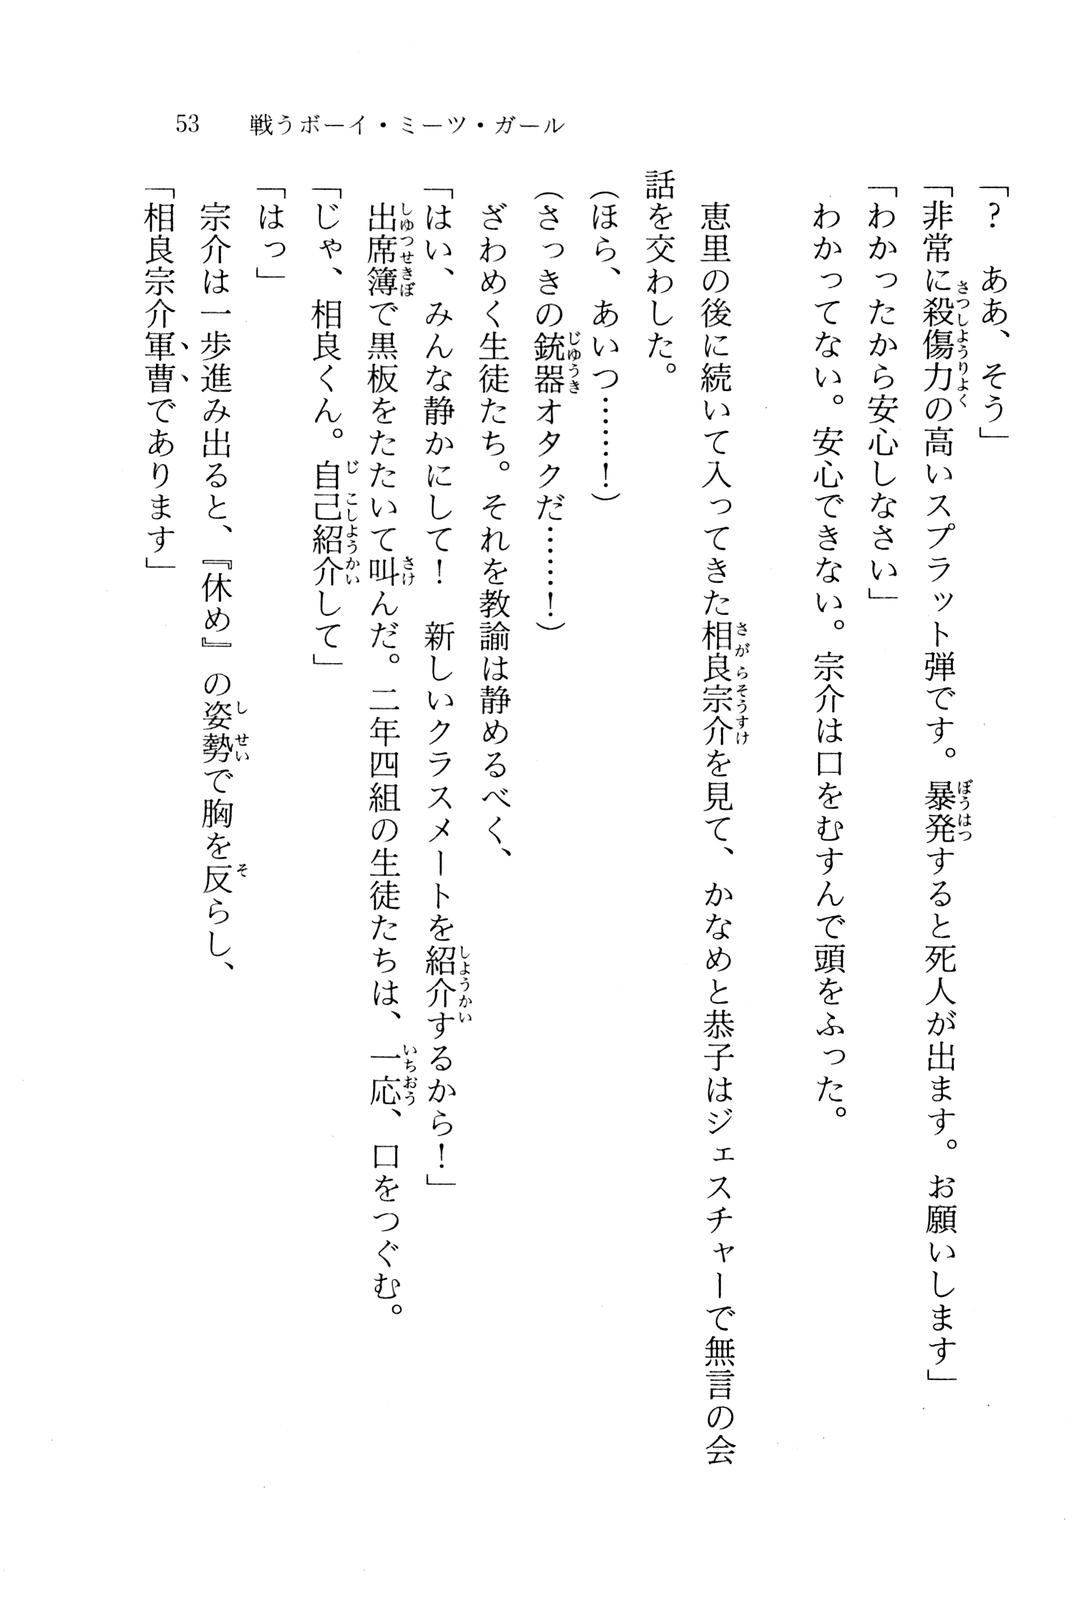 53　戦うボーイ・ミーツ・ガール
「？　ああ、そう」
「非常に殺傷力の高いスプラット弾です。暴発すると死人が出ます。お願いします」
「わかったから安心しなさい」
わかってない。安心できない。宗介は口をむすんで頭をふった。
恵里の後に続いて入ってきた相良宗介を見て、かなめと恭子はジェスチャーで無言の会
話を交わした。
（ほら、あいつ……！）
（さっきの銃器オタクだ……！）
ざわめく生徒たち。それを教諭は静めるべく、
「はい、みんな静かにして！　新しいクラスメートを紹介するから！」
出席簿で黒板をたたいて叫んだ。二年四組の生徒たちは、一応、口をつぐむ。
「じゃ、相良くん。自己紹介して」
「はっ」
宗介は一歩進み出ると、『休め』の姿勢で胸を反らし、
「相良宗介軍曹であります」